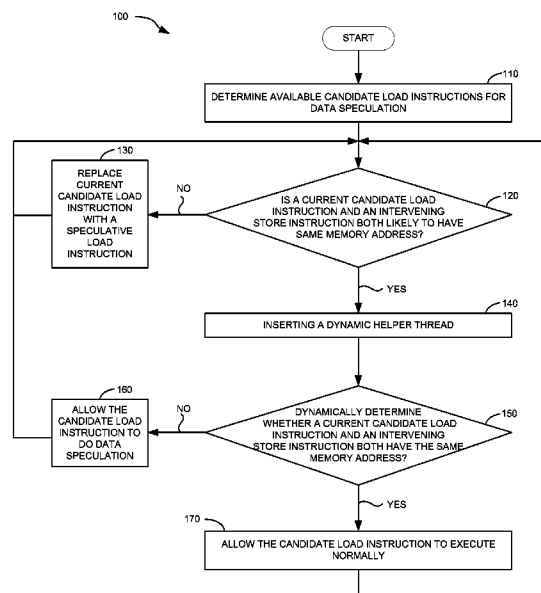 100
START
110
DETERMINE AVAILABLE CANDIDATE LOAD INSTRUCTIONS FOR
DATA SPECULATION
130
REPLACE
CURRENT
CANDIDATE LOAD
INSTRUCTION
WITH A
SPECULATIVE
LOAD
INSTRUCTION
NO
120
IS A CURRENT CANDIDATE LOAD
INSTRUCTION AND AN INTERVENING
STORE INSTRUCTION BOTH LIKELY TO HAVE
SAME MEMORY ADDRESS?
YES
140
INSERTING A DYNAMIC HELPER THREAD
160
ALLOW THE
CANDIDATE LOAD
INSTRUCTION TO
DO DATA
SPECULATION
NO
150
DYNAMICALLY DETERMINE
WHETHER A CURRENT CANDIDATE LOAD
INSTRUCTION AND AN INTERVENING
STORE INSTRUCTION BOTH HAVE THE SAME
MEMORY ADDRESS?
YES
170
ALLOW THE CANDIDATE LOAD INSTRUCTION TO EXECUTE
NORMALLY